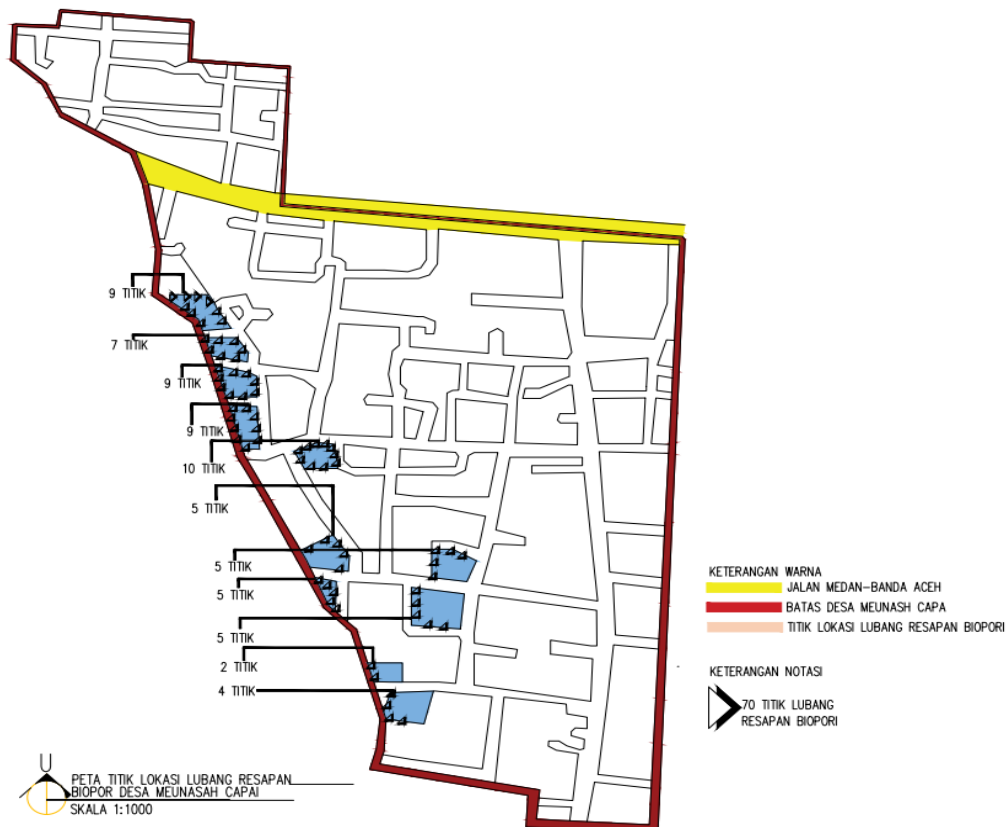 9 TITIK
7 TITIK
9 TITIK
9 TITIK
10 TITIK
5 TITIK
5 TITIK
5 TITIK
5 TITIK
2 TITIK
4 TITIK
KETERANGAN WARNA
JALAN MEDAN-BANDA ACEH
BATAS DESA MEUNASH CAPA
TITIK LOKASI LUBANG RESAPAN BIOPORI
KETERANGAN NOTASI
70 TITIK LUBANG
RESAPAN BIOPORI
U
PETA TITIK LOKASI LUBANG RESAPAN
BIOPOR DESA MEUNASAH CAPAI
SKALA 1:1000